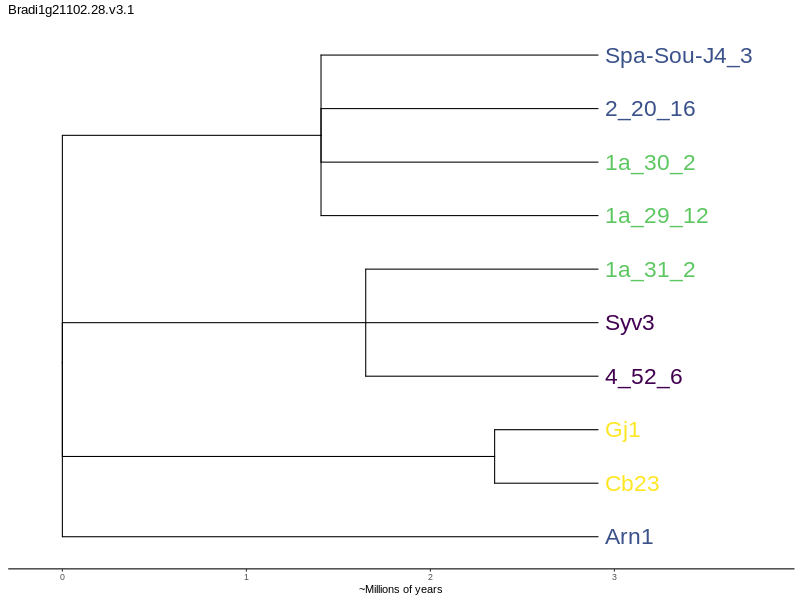 Bradi1g21102.28.v3.1
Spa-Sou-J4_3
2_20_16
1a_30_2
1a_29_12
1a_31_2
Syv3
4_52_6
Gj1
Cb23
Arn1
0 1 2 3
~Millions of years